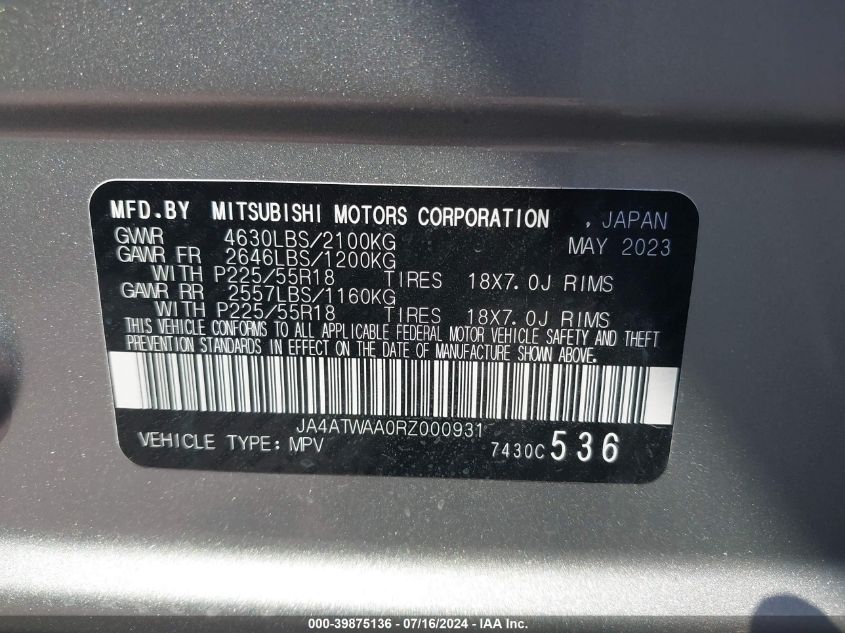 MFD.BY MITSUBISHI MOTORS CORPORATION , JAPAN
GWWR 4630LBS/2100KG MAY 2023
GAWR FR 2646LBS/1200KG
WITH P225/55R18 TIRES 18X7.0J RIMS
GAWR RR 2557LBS/1160KG
WITH P225/55R18 TIRES 18X7.0J RIMS
THIS VEHICLE CONFORMS TO ALL APPLICABLE FEDERAL MOTOR VEHICLE SAFETY AND THEFT
PREVENTION STANDARDS IN EFFECT ON THE DATE OF MANUFACTURE SHOWN ABOVE.
JA4ATWAA0RZ000931
VEHICLE TYPE: MPV 7430C 536
000-39875136 - 07/16/2024 - IAA Inc.